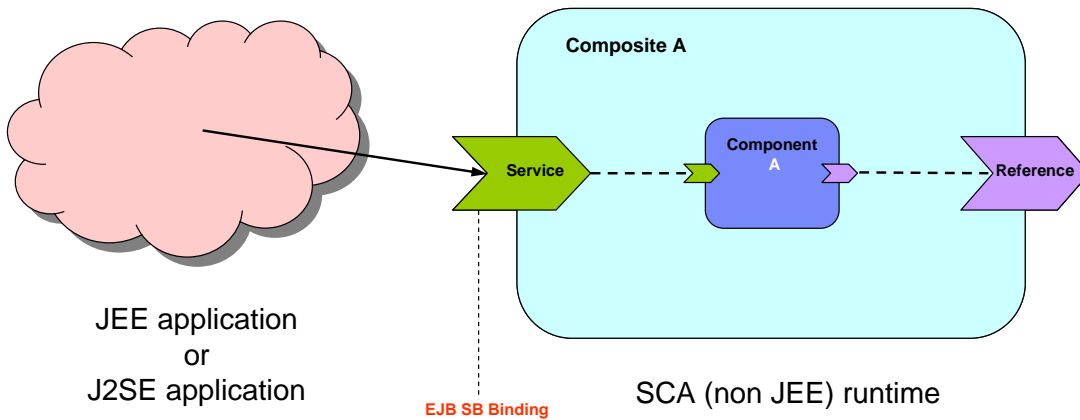 Composite A
Component
A
Service
Reference
JEE application
or
J2SE application
EJB SB Binding
SCA (non JEE) runtime